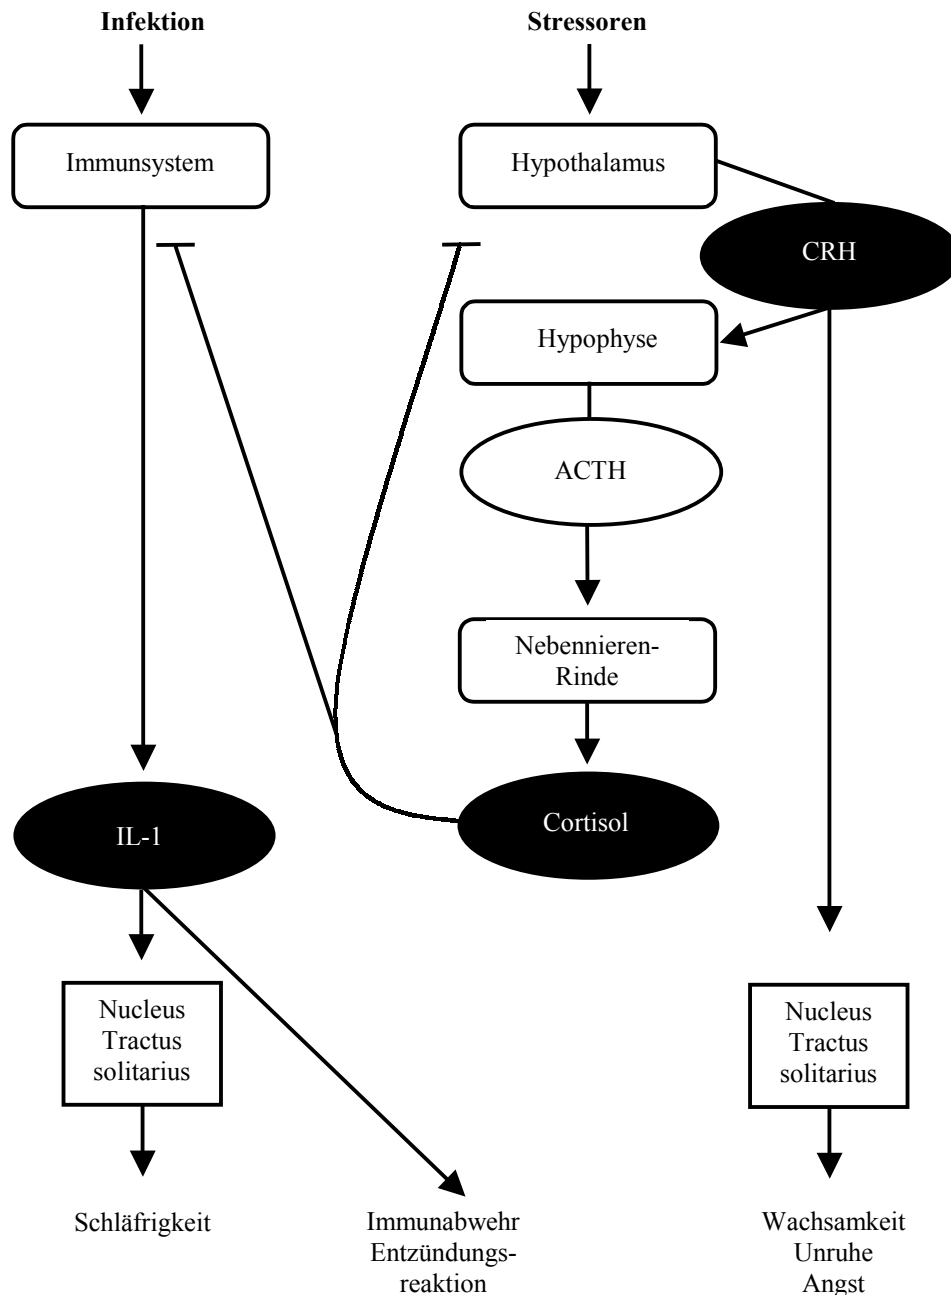 Infektion
Stressoren
Immunsystem
Hypothalamus
CRH
Hypophyse
ACTH
Nebennieren-
Rinde
Cortisol
IL-1
Nucleus
Tractus
solitarius
Nucleus
Tractus
solitarius
Schläfrigkeit
Immunabwehr
Entzündungs-
reaktion
Wachsamkeit
Unruhe
Angst